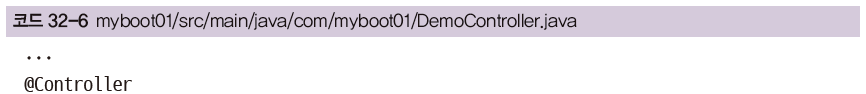 코드 32-6 myboot01/src/main/java/com/myboot01/DemoController.java
...
@Controller